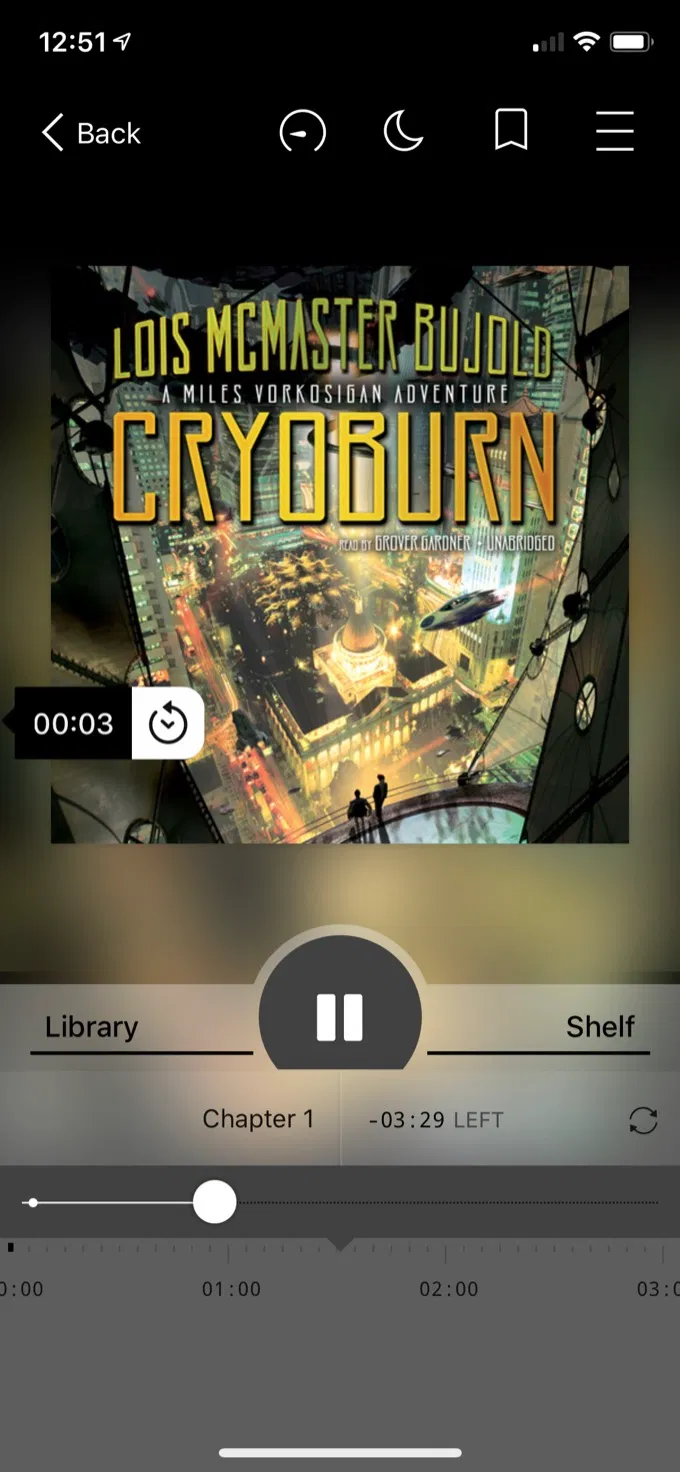 12:51
Back
LOIS MCMASTER BUJOLD
A MILES VORKOSIGAN ADVENTURE
CRYOBURN
READ BY GROVER GARDNER • UNABRIDGED
00:03
Library
Shelf
Chapter 1
-03:29 LEFT
0:00 01:00 02:00 03:0